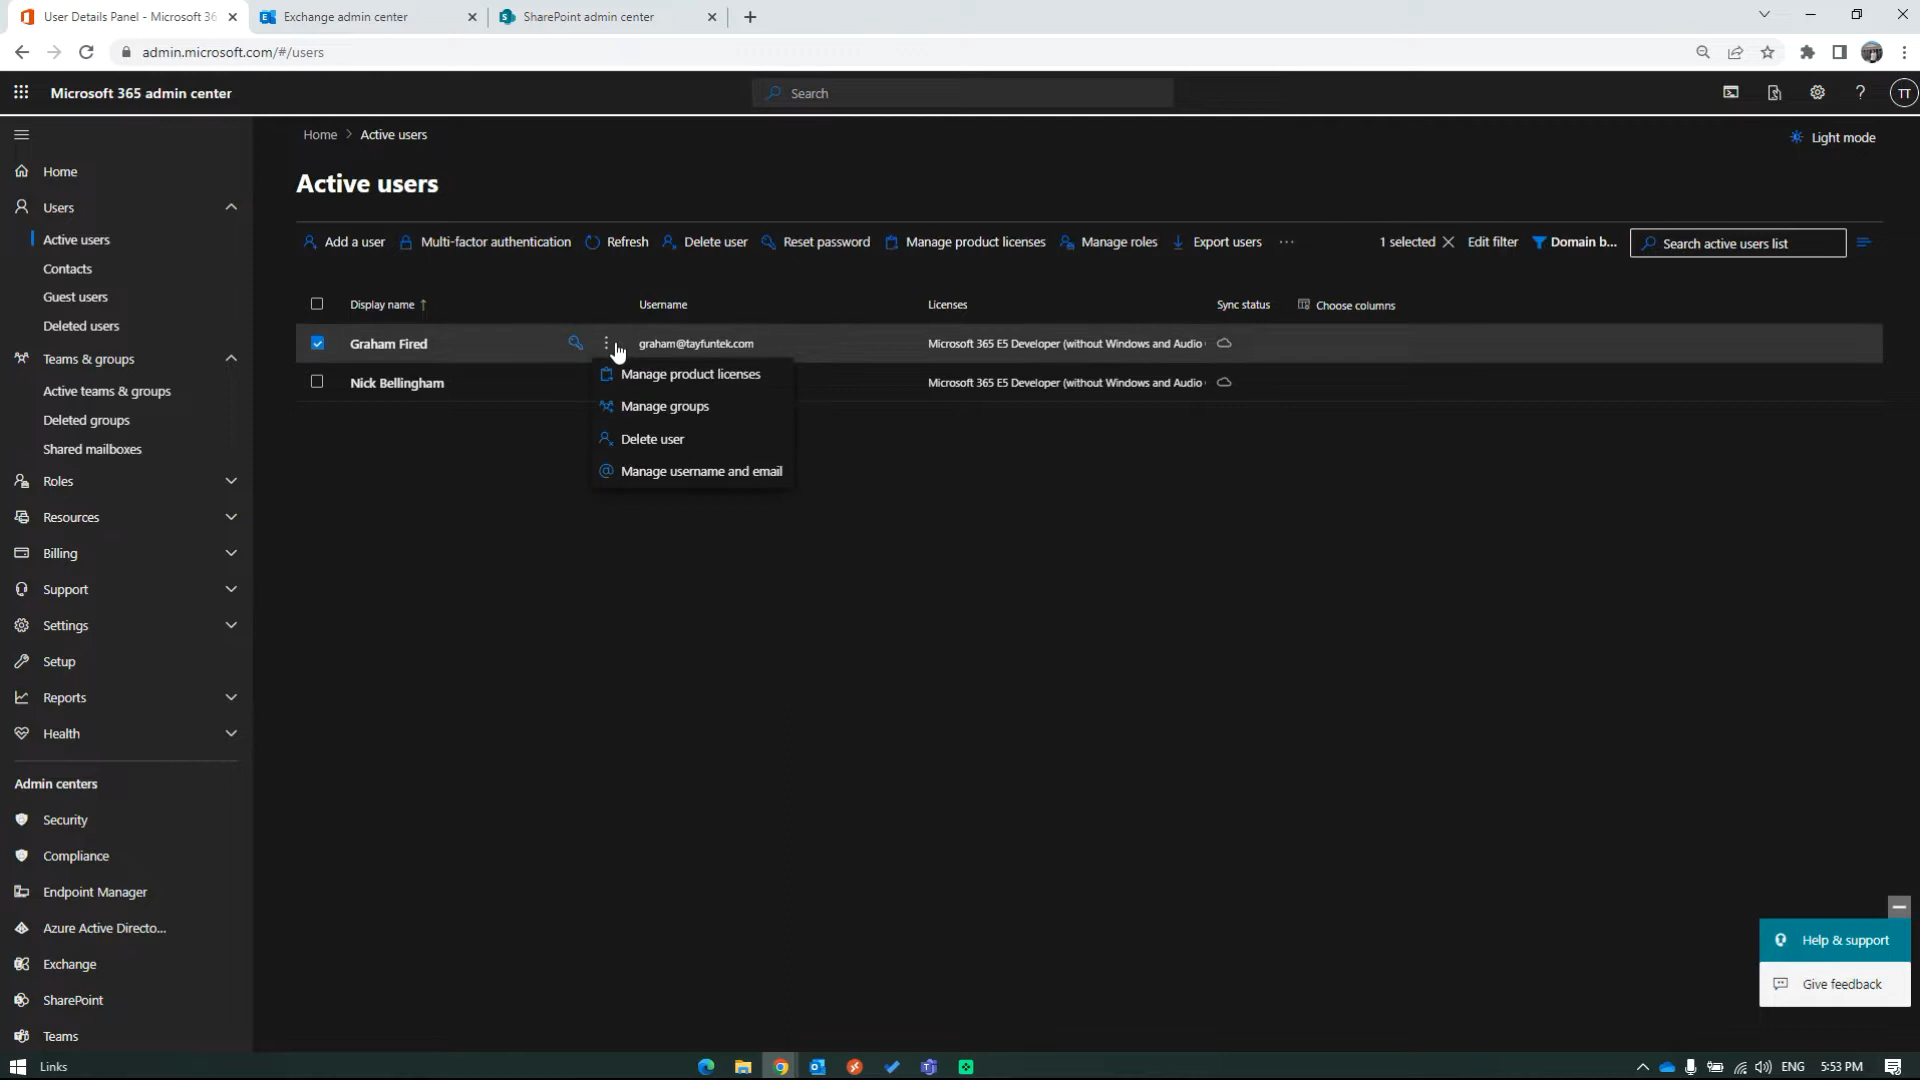 User Details Panel - Microsoft 36
Exchange admin center
SharePoint admin center
admin.microsoft.com/#/users
Microsoft 365 admin center
Search
TT
Home > Active users
Light mode
Active users
Home
Users
Active users
Contacts
Guest users
Deleted users
Teams & groups
Active teams & groups
Deleted groups
Shared mailboxes
Roles
Resources
Billing
Support
Settings
Setup
Reports
Health
Admin centers
Security
Compliance
Endpoint Manager
Azure Active Directo...
Exchange
SharePoint
Teams
Add a user Multi-factor authentication Refresh Delete user Reset password Manage product licenses Manage roles Export users ... 1 selected Edit filter Domain b... Search active users list
Display name ↑ Username Licenses Sync status Choose columns
Graham Fired graham@tayfuntek.com Microsoft 365 E5 Developer (without Windows and Audio
Nick Bellingham Microsoft 365 E5 Developer (without Windows and Audio
Manage product licenses
Manage groups
Delete user
Manage username and email
Help & support
Give feedback
Links
ENG 5:53 PM